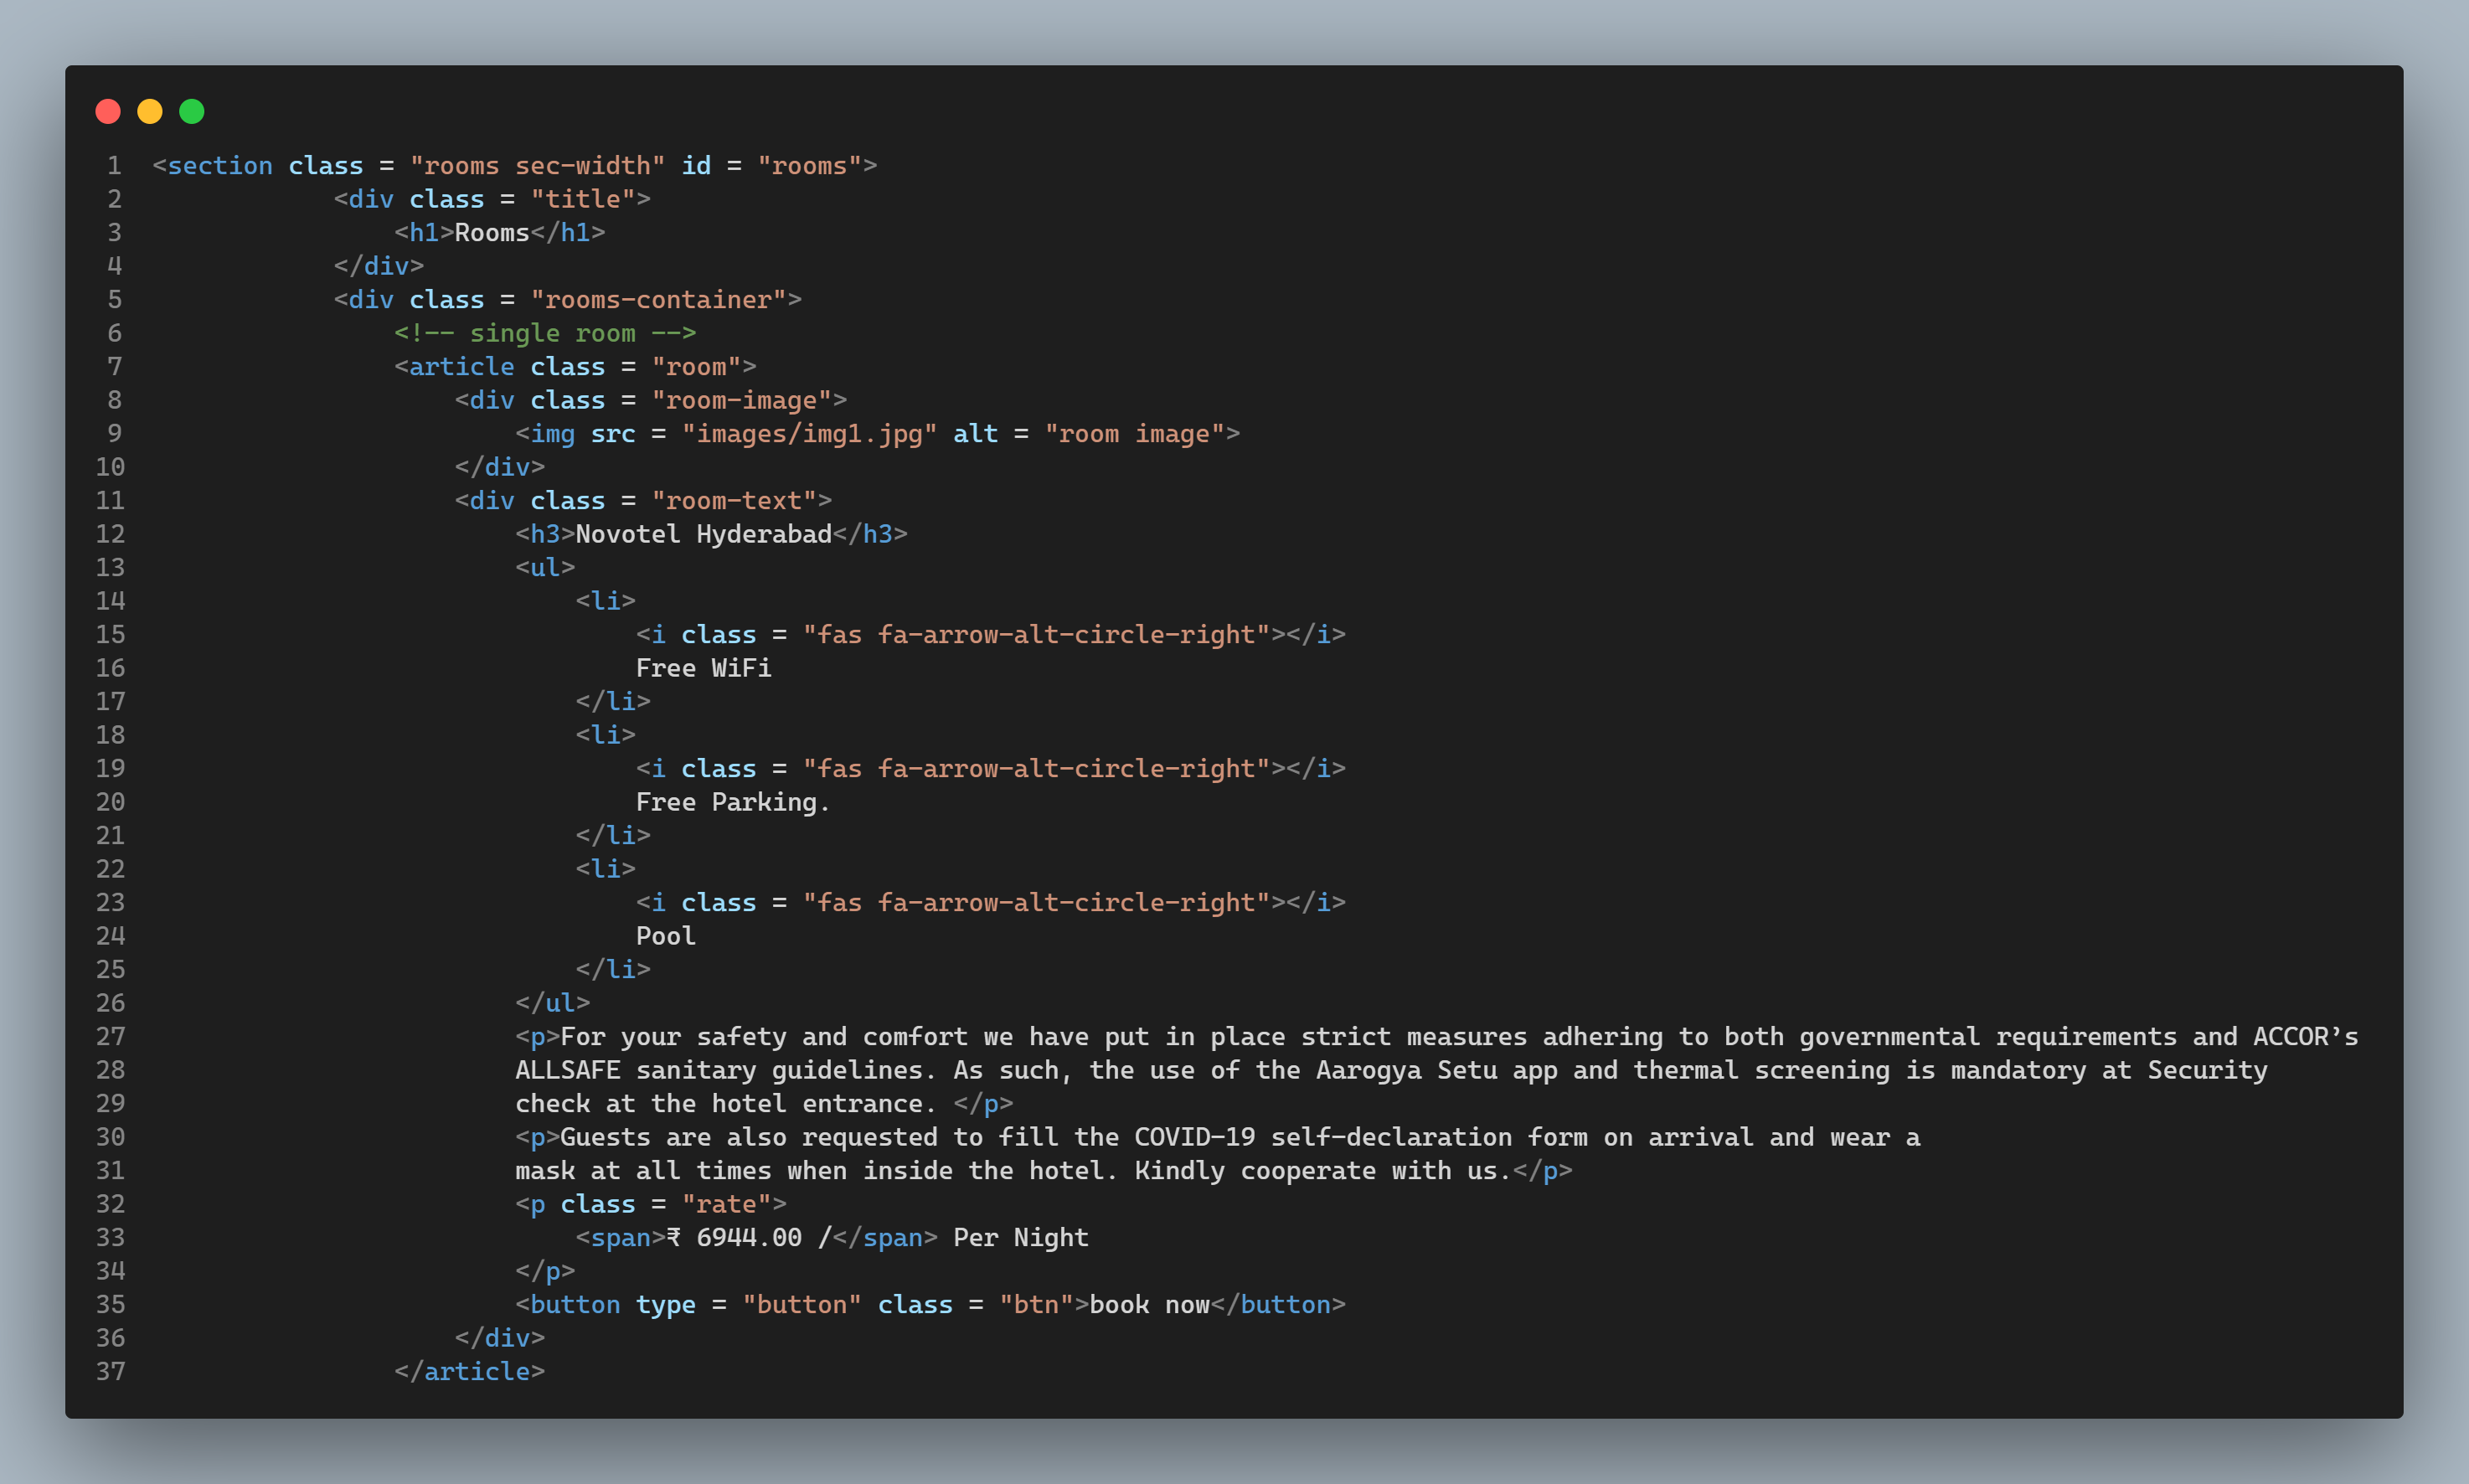 1 <section class = "rooms sec-width" id = "rooms">
2             <div class = "title">
3                 <h1>Rooms</h1>
4             </div>
5             <div class = "rooms-container">
6                 <!-- single room -->
7                 <article class = "room">
8                     <div class = "room-image">
9                         <img src = "images/img1.jpg" alt = "room image">
10                     </div>
11                     <div class = "room-text">
12                         <h3>Novotel Hyderabad</h3>
13                         <ul>
14                             <li>
15                                 <i class = "fas fa-arrow-alt-circle-right"></i>
16                                 Free WiFi
17                             </li>
18                             <li>
19                                 <i class = "fas fa-arrow-alt-circle-right"></i>
20                                 Free Parking.
21                             </li>
22                             <li>
23                                 <i class = "fas fa-arrow-alt-circle-right"></i>
24                                 Pool
25                             </li>
26                         </ul>
27                         <p>For your safety and comfort we have put in place strict measures adhering to both governmental requirements and ACCOR’s
28                         ALLSAFE sanitary guidelines. As such, the use of the Aarogya Setu app and thermal screening is mandatory at Security
29                         check at the hotel entrance. </p>
30                         <p>Guests are also requested to fill the COVID-19 self-declaration form on arrival and wear a
31                         mask at all times when inside the hotel. Kindly cooperate with us.</p>
32                         <p class = "rate">
33                             <span>₹ 6944.00 /</span> Per Night
34                         </p>
35                         <button type = "button" class = "btn">book now</button>
36                     </div>
37                 </article>